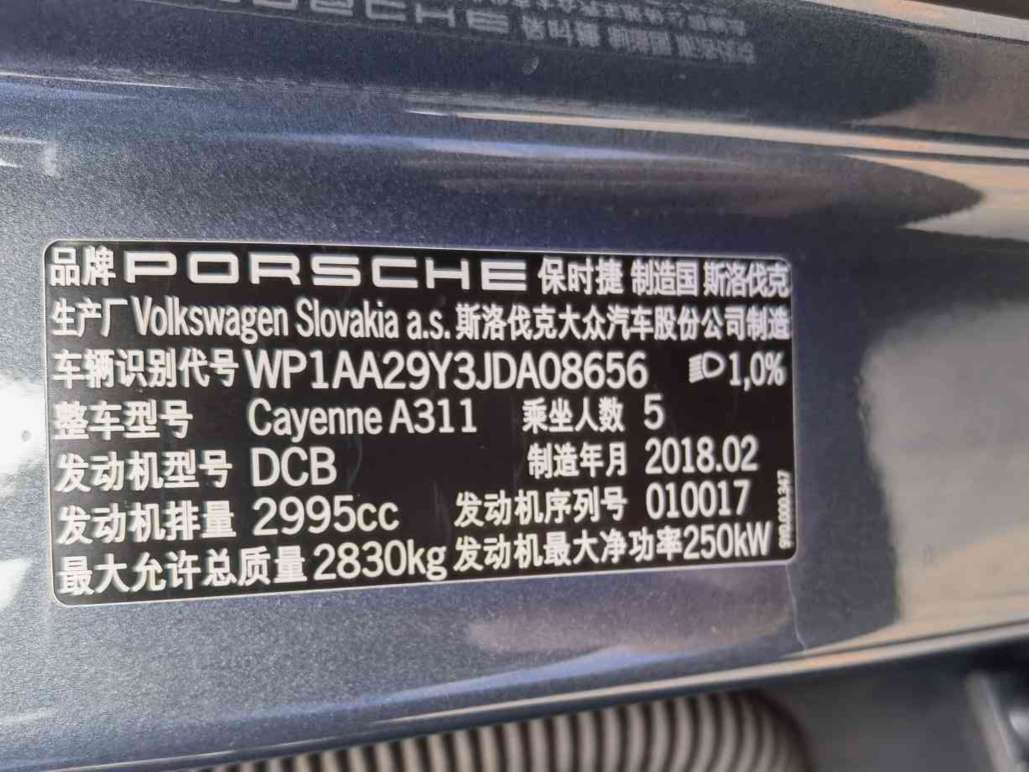 品牌 PORSCHE 保时捷 制造国 斯洛伐克
生产厂 Volkswagen Slovakia a.s. 斯洛伐克大众汽车股份公司制造
车辆识别代号 WP1AA29Y3JDA08656 1,0%
整车型号 Cayenne A311 乘坐人数 5
发动机型号 DCB 制造年月 2018.02
发动机排量 2995cc 发动机序列号 010017
最大允许总质量 2830kg 发动机最大净功率 250kW